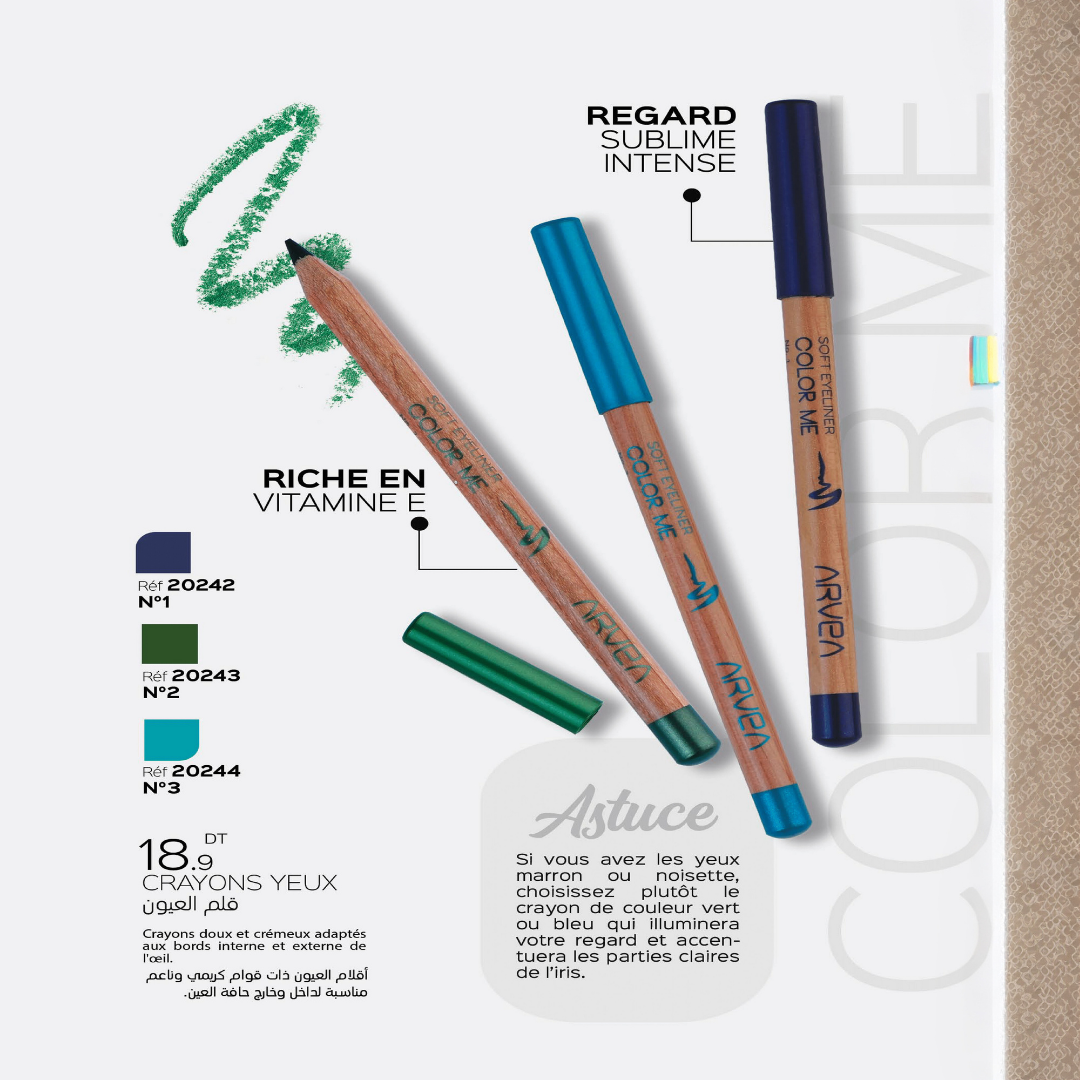 REGARD
SUBLIME
INTENSE
SOFT EYELINER
COLOR ME
ARVEA
SOFT EYELINER
COLOR ME
ARVEA
SOFT EYELINER
COLOR ME
ARVEA
COLOR ME
RICHE EN
VITAMINE E
Réf 20242
N°1
Réf 20243
N°2
Réf 20244
N°3
18.9 DT
CRAYONS YEUX
قلم العيون
Crayons doux et crémeux adaptés
aux bords interne et externe de
l'œil.
أقلام العيون ذات قوام كريمي وناعم
مناسبة لداخل وخارج حافة العين.
Astuce
Si vous avez les yeux
marron ou noisette,
choisissez plutôt le
crayon de couleur vert
ou bleu qui illuminera
votre regard et accen-
tuera les parties claires
de l'iris.